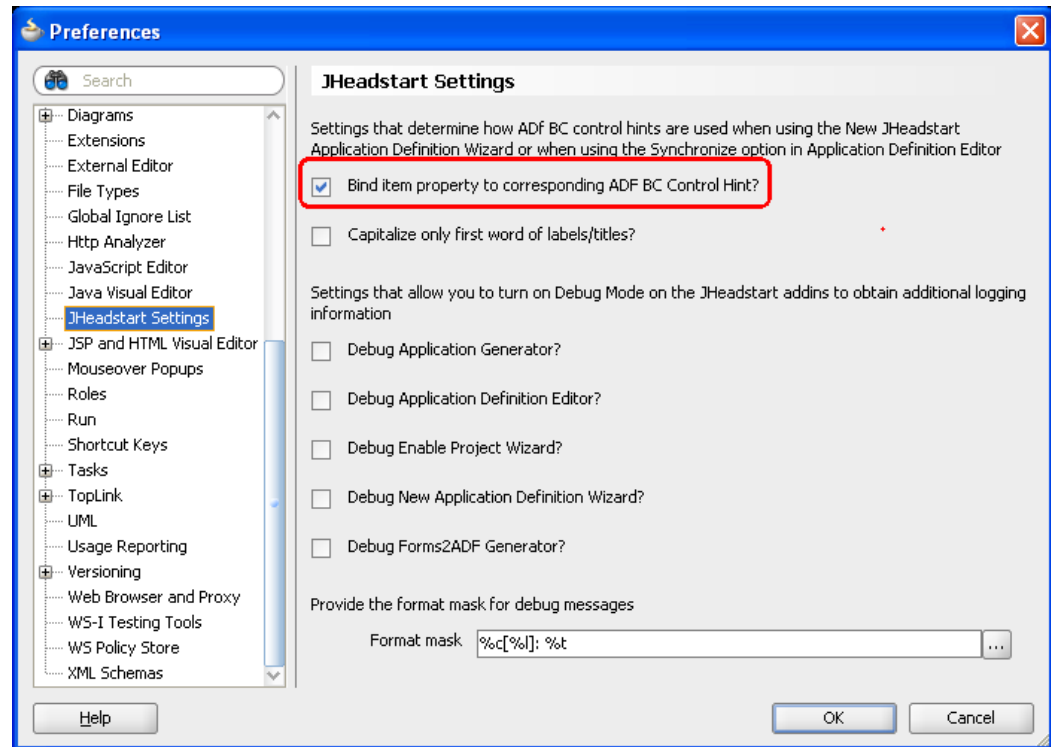 Preferences
Search
Diagrams
Extensions
External Editor
File Types
Global Ignore List
Http Analyzer
JavaScript Editor
Java Visual Editor
JHeadstart Settings
JSP and HTML Visual Editor
Mouseover Popups
Roles
Run
Shortcut Keys
Tasks
TopLink
UML
Usage Reporting
Versioning
Web Browser and Proxy
WS-I Testing Tools
WS Policy Store
XML Schemas
JHeadstart Settings
Settings that determine how ADf BC control hints are used when using the New JHeadstart
Application Definition Wizard or when using the Synchronize option in Application Definition Editor
Bind item property to corresponding ADF BC Control Hint?
Capitalize only first word of labels/titles?
Settings that allow you to turn on Debug Mode on the JHeadstart addins to obtain additional logging
information
Debug Application Generator?
Debug Application Definition Editor?
Debug Enable Project Wizard?
Debug New Application Definition Wizard?
Debug Forms2ADF Generator?
Provide the format mask for debug messages
Format mask %c[%l]: %t ...
Help OK Cancel